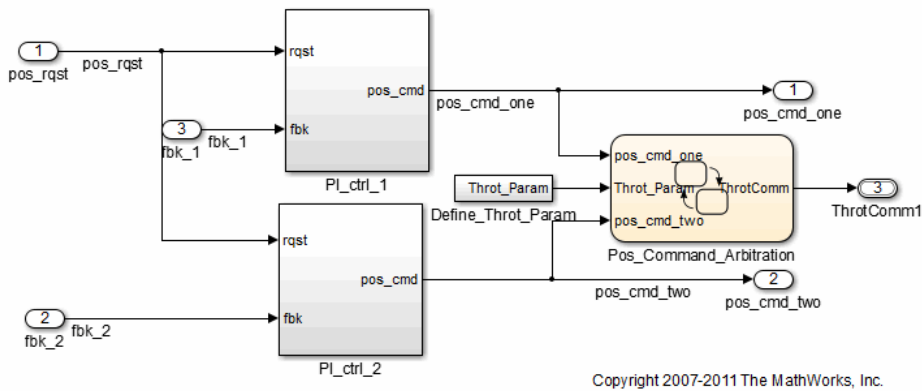 1
pos_rqst
pos_rqst
rqst
pos_cmd
fbk
PI_ctrl_1
3
fbk_1
fbk_1
pos_cmd_one
1
pos_cmd_one
pos_cmd_one
Throt_Param
ThrotComm
pos_cmd_two
Pos_Command_Arbitration
Throt_Param
Define_Throt_Param
3
ThrotComm1
rqst
pos_cmd
fbk
PI_ctrl_2
pos_cmd_two
2
pos_cmd_two
2
fbk_2
fbk_2
Copyright 2007-2011 The MathWorks, Inc.